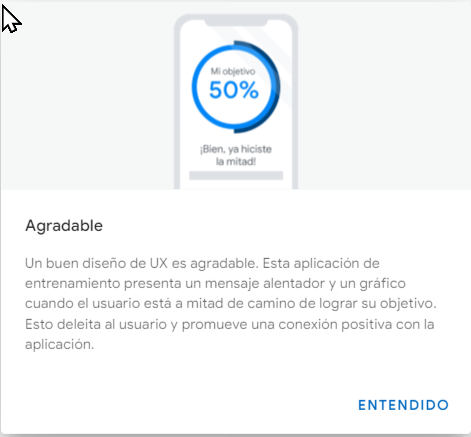 Mi objetivo
50%
¡Bien, ya hiciste
la mitad!
Agradable
Un buen diseño de UX es agradable. Esta aplicación de
entrenamiento presenta un mensaje alentador y un gráfico
cuando el usuario está a mitad de camino de lograr su objetivo.
Esto deleita al usuario y promueve una conexión positiva con la
aplicación.
ENTENDIDO